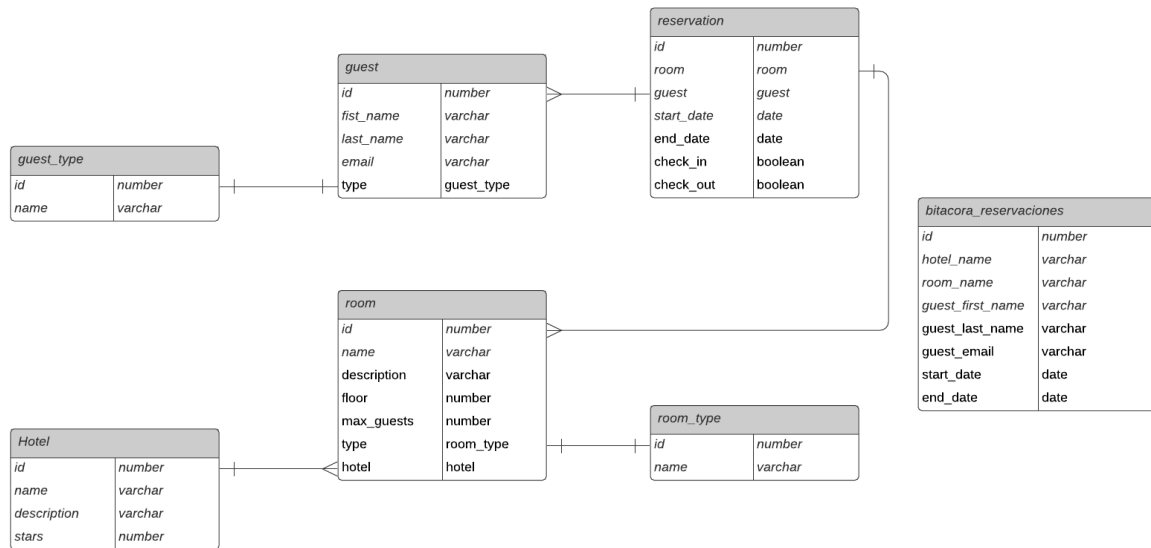 reservation
id number
room room
guest guest
start_date date
end_date date
check_in boolean
check_out boolean
guest
id number
fist_name varchar
last_name varchar
email varchar
type guest_type
guest_type
id number
name varchar
bitacora_reservaciones
id number
hotel_name varchar
room_name varchar
guest_first_name varchar
guest_last_name varchar
guest_email varchar
start_date date
end_date date
room
id number
name varchar
description varchar
floor number
max_guests number
type room_type
hotel hotel
room_type
id number
name varchar
Hotel
id number
name varchar
description varchar
stars number